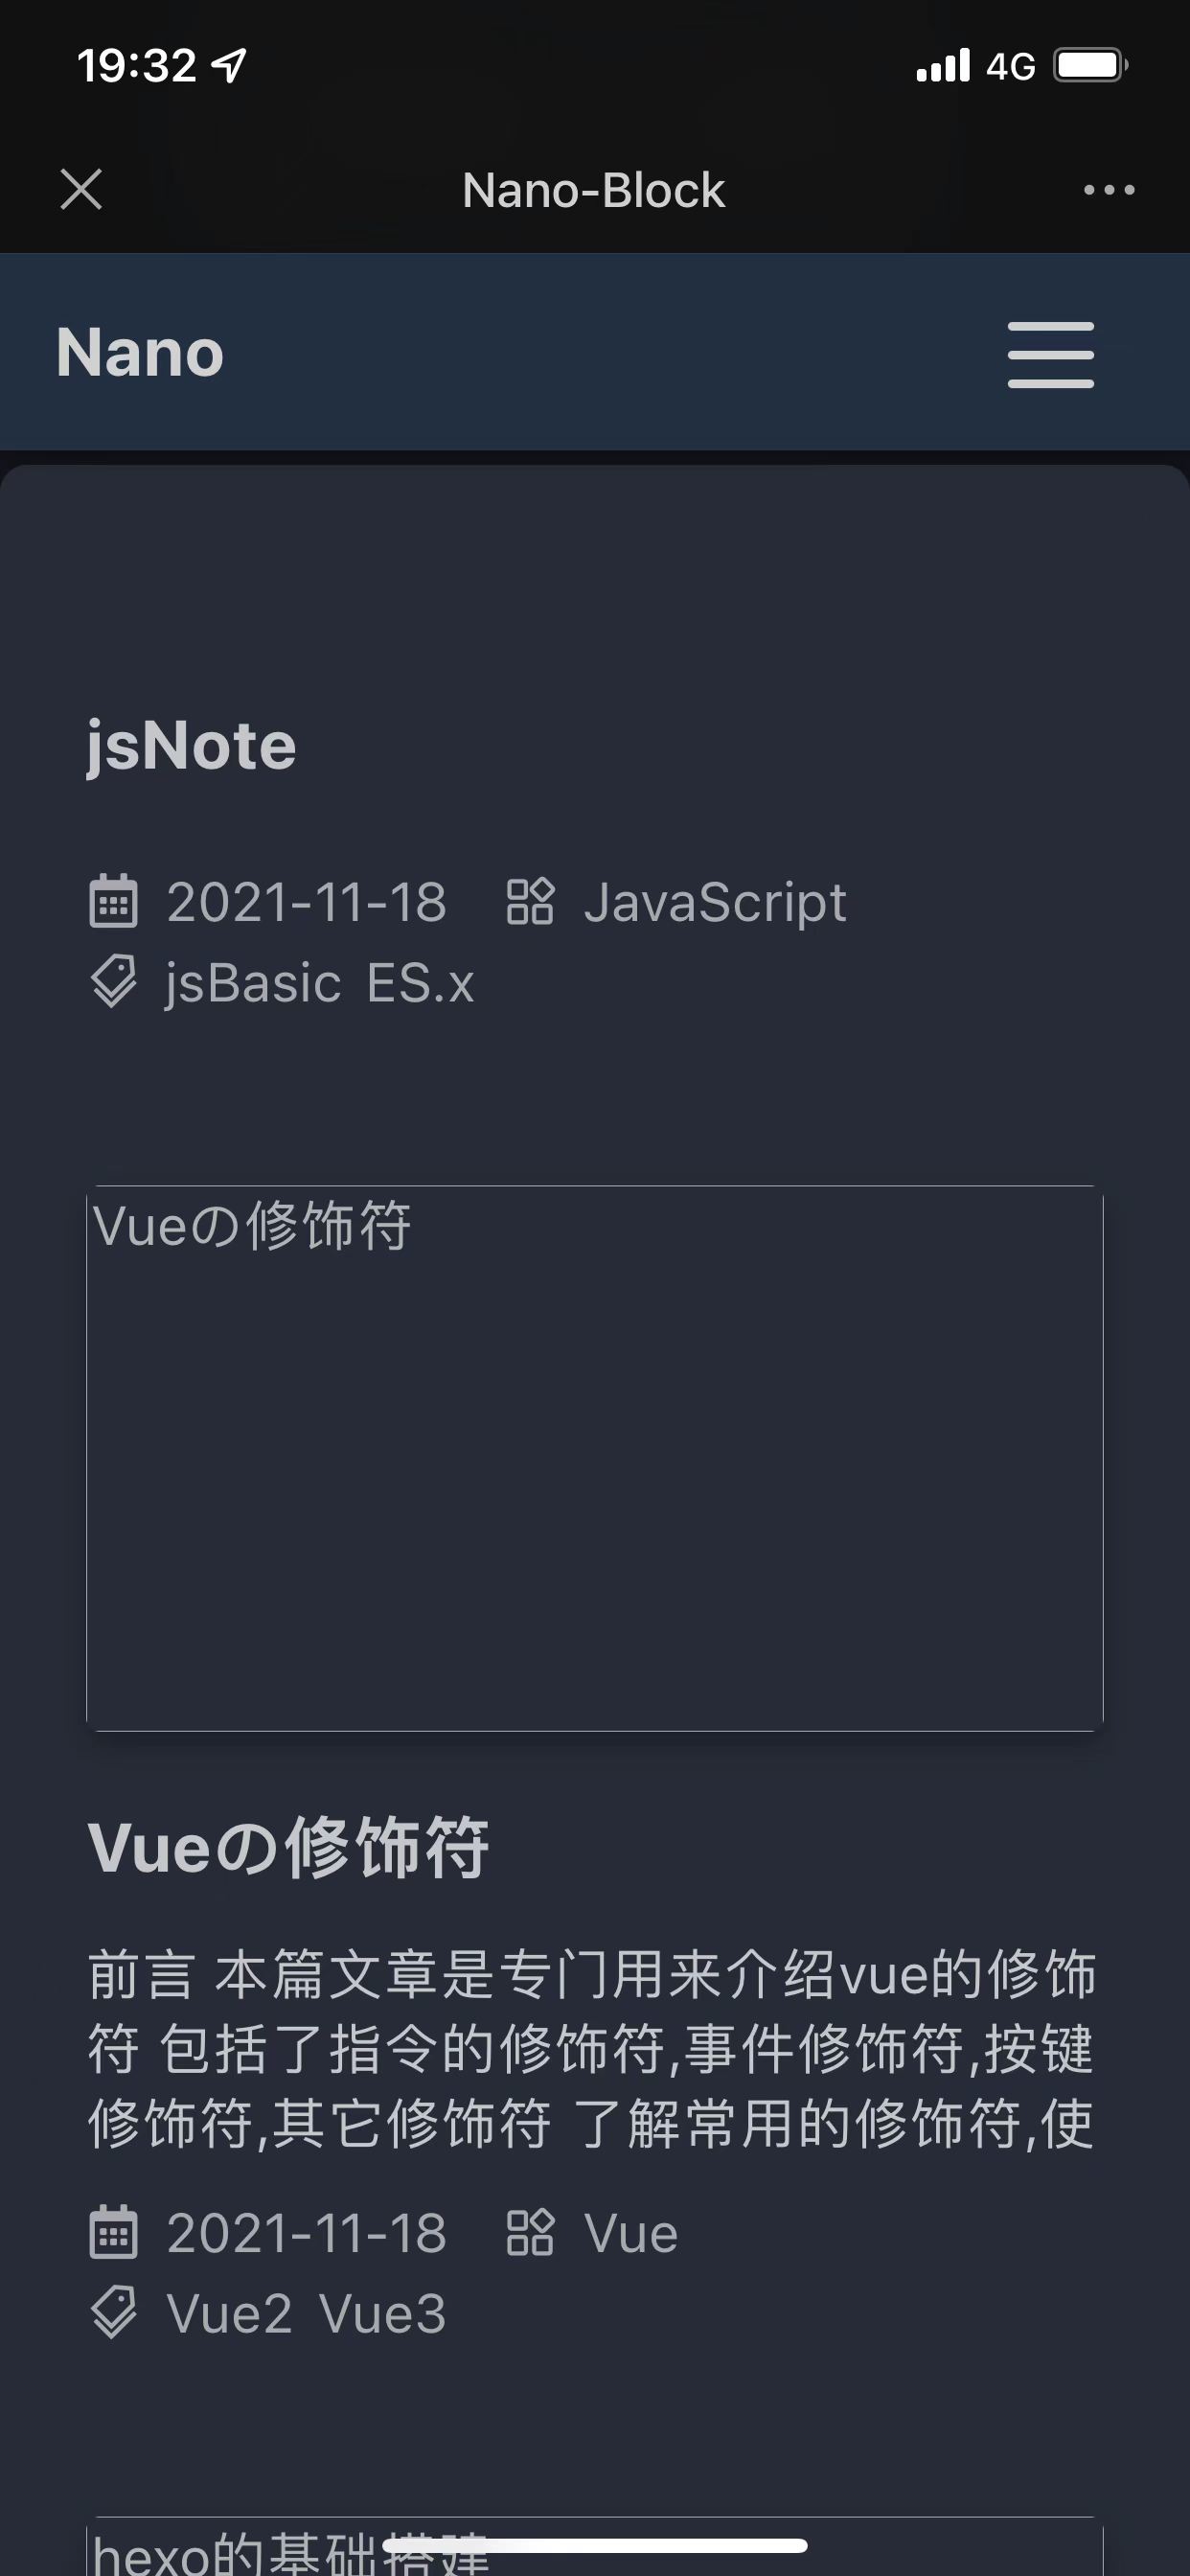 19:32
4G
Nano-Block
Nano
jsNote
2021-11-18 JavaScript
jsBasic ES.x
Vueの修饰符
Vueの修饰符
前言 本篇文章是专门用来介绍vue的修饰
符 包括了指令的修饰符,事件修饰符,按键
修饰符,其它修饰符 了解常用的修饰符,使
2021-11-18 Vue
Vue2 Vue3
hexo的基础搭建